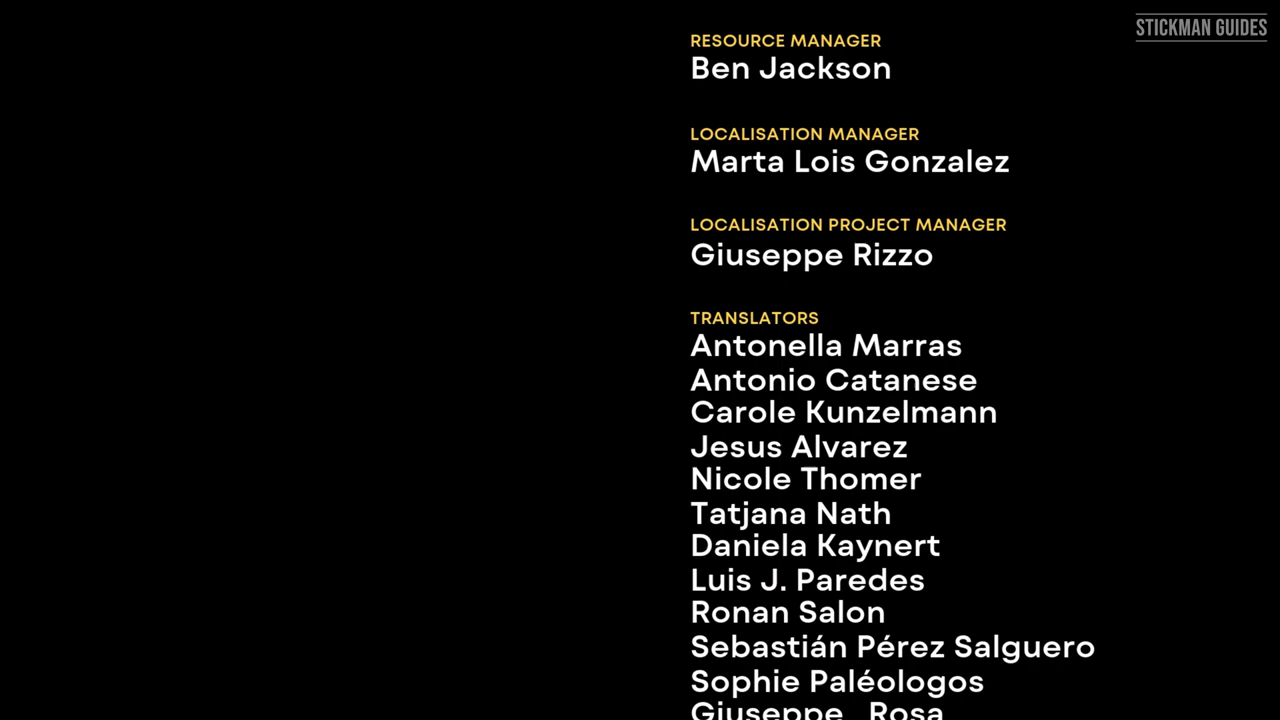 STICKMAN GUIDES
RESOURCE MANAGER
Ben Jackson
LOCALISATION MANAGER
Marta Lois Gonzalez
LOCALISATION PROJECT MANAGER
Giuseppe Rizzo
TRANSLATORS
Antonella Marras
Antonio Catanese
Carole Kunzelmann
Jesus Alvarez
Nicole Thomer
Tatjana Nath
Daniela Kaynert
Luis J. Paredes
Ronan Salon
Sebastián Pérez Salguero
Sophie Paléologos
Giuseppe Rosa